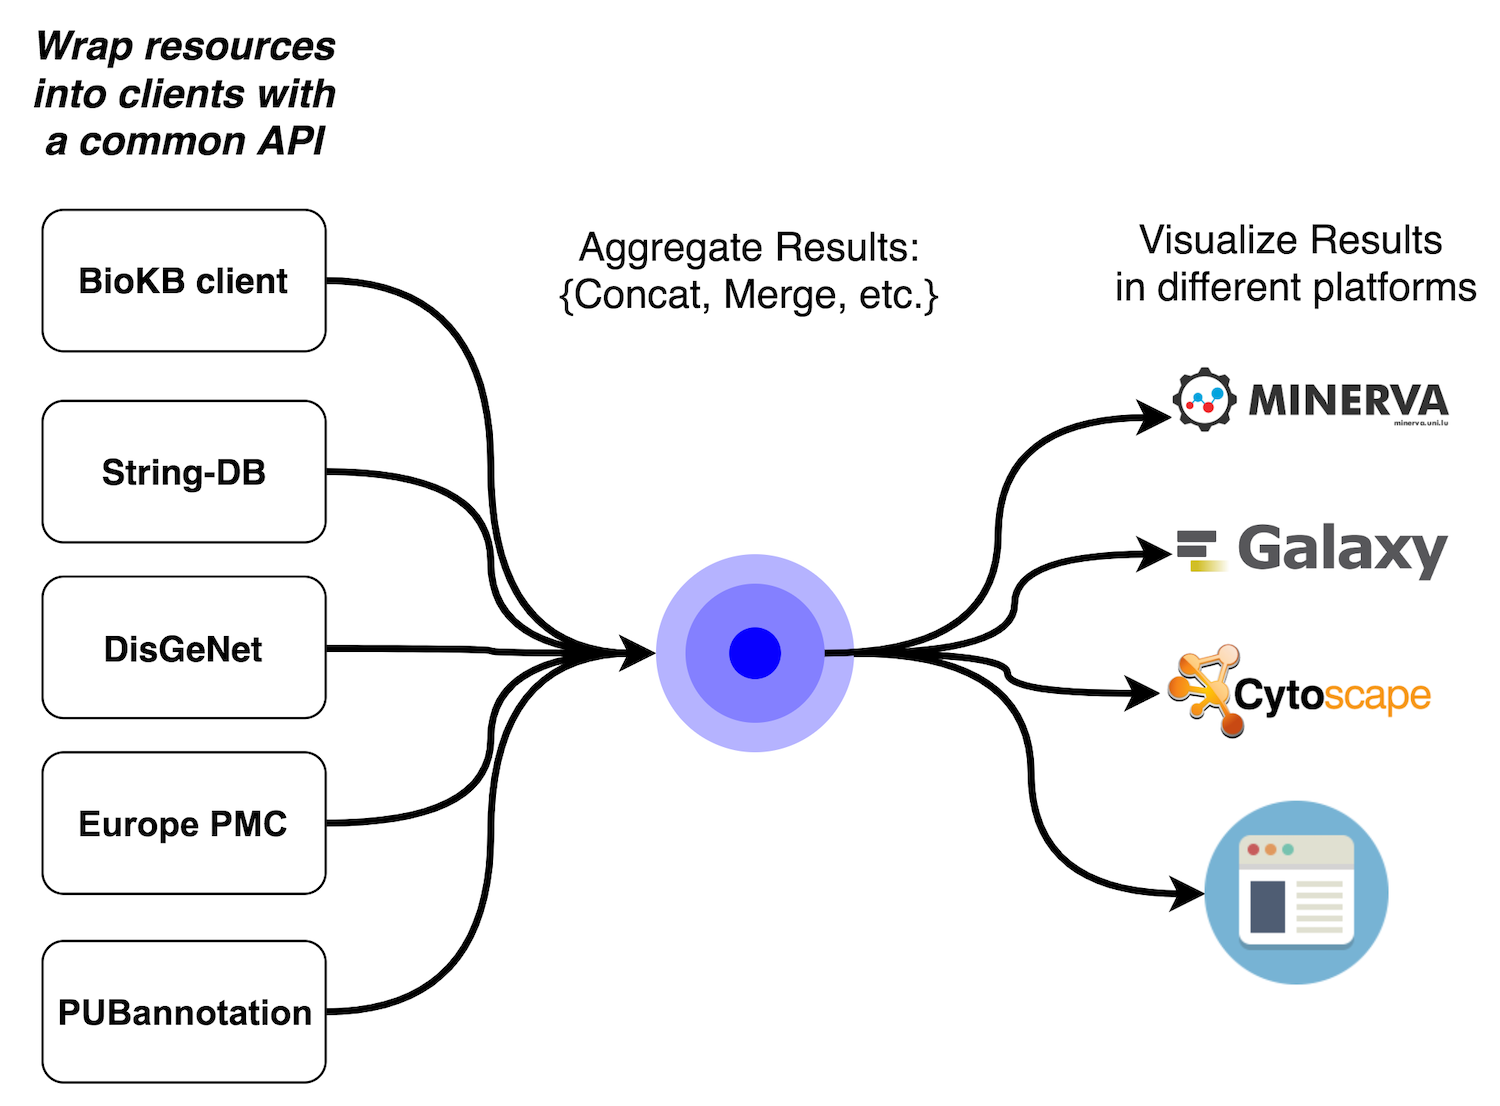 Wrap resources
into clients with
a common API
BioKB client
String-DB
DisGeNet
Europe PMC
PUBannotation
Aggregate Results:
{Concat, Merge, etc.}
Visualize Results
in different platforms
MINERVA
minerva.uni.lu
Galaxy
Cytoscape